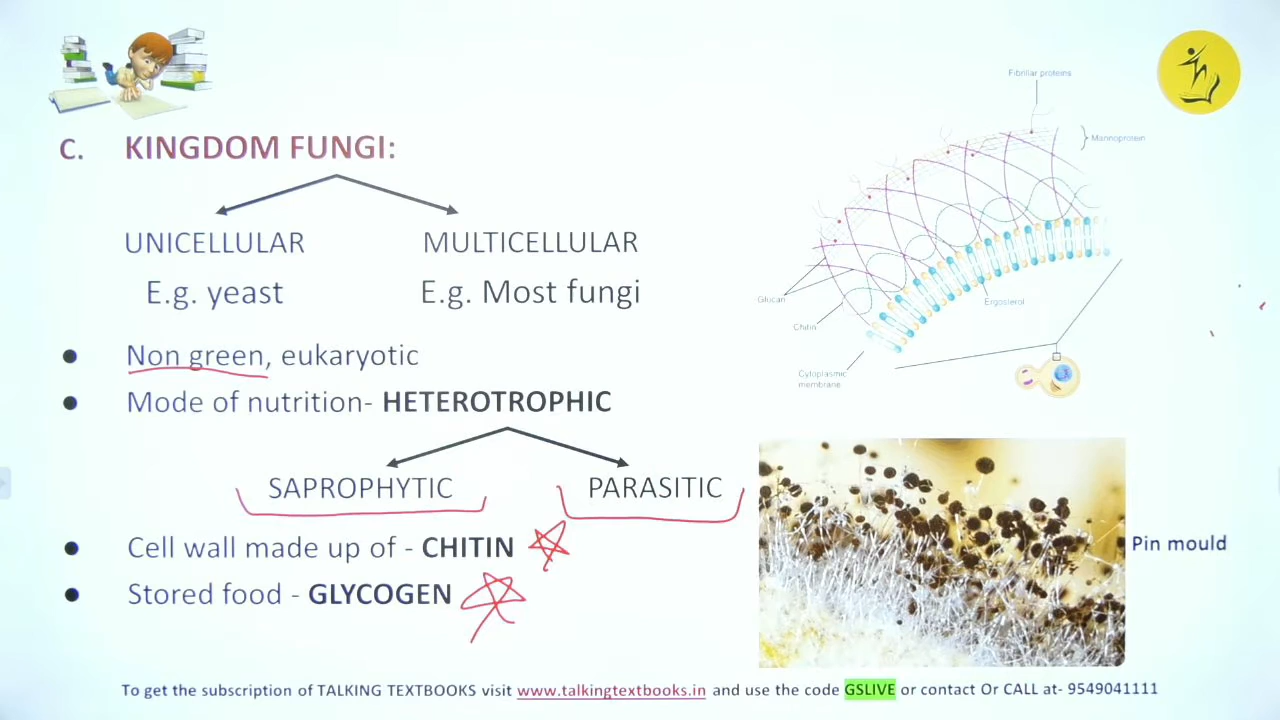 C. KINGDOM FUNGI:
UNICELLULAR MULTICELLULAR
E.g. yeast E.g. Most fungi
Non green, eukaryotic
Mode of nutrition- HETEROTROPHIC
SAPROPHYTIC PARASITIC
Cell wall made up of - CHITIN
Stored food - GLYCOGEN
Fibrillar proteins
Mannoprotein
Glucan
Ergosterol
Chitin
Cytoplasmic
membrane
Pin mould
To get the subscription of TALKING TEXTBOOKS visit www.talkingtextbooks.in and use the code GSLIVE or contact Or CALL at- 9549041111